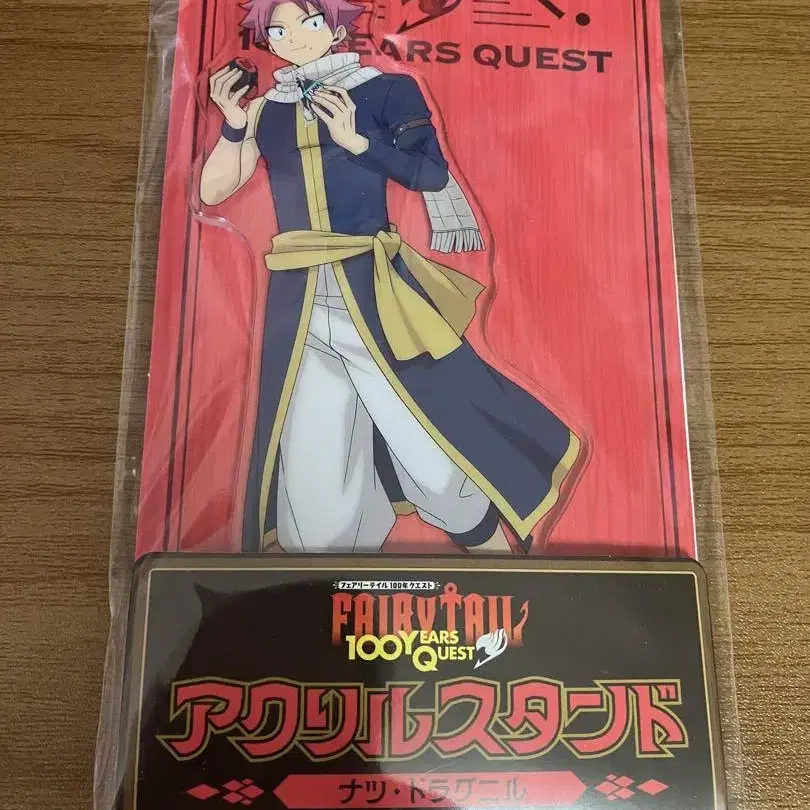 100 YEARS QUEST
フェアリーテイル 100年クエスト
FAIRY TAIL
100 YEARS
QUEST
アクリルスタンド
ナツ・ドラグニル